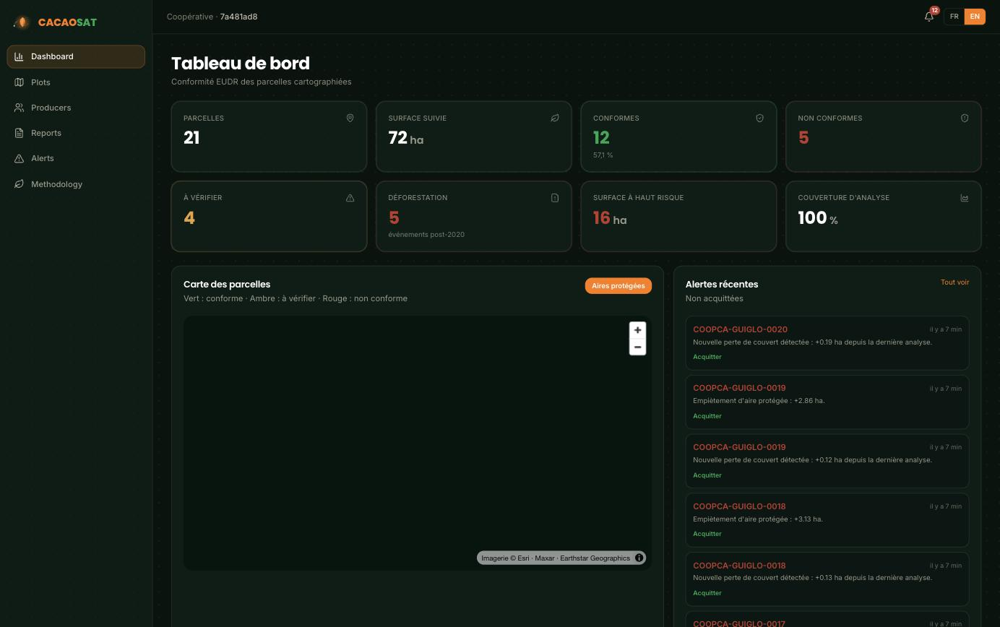 CACAOSAT
Coopérative · 7a481ad8
12
FR
EN
Dashboard
Plots
Producers
Reports
Alerts
Methodology
Tableau de bord
Conformité EUDR des parcelles cartographiées
PARCELLES
21
SURFACE SUIVIE
72 ha
CONFORMES
12
57,1 %
NON CONFORMES
5
À VÉRIFIER
4
DÉFORESTATION
5
événements post-2020
SURFACE À HAUT RISQUE
16 ha
COUVERTURE D'ANALYSE
100 %
Carte des parcelles
Vert : conforme · Ambre : à vérifier · Rouge : non conforme
Aires protégées
Imagerie © Esri · Maxar · Earthstar Geographics
Alertes récentes
Tout voir
Non acquittées
COOPCA-GUIGLO-0020
il y a 7 min
Nouvelle perte de couvert détectée : +0.19 ha depuis la dernière analyse.
Acquitter
COOPCA-GUIGLO-0019
il y a 7 min
Empiètement d'aire protégée : +2.86 ha.
Acquitter
COOPCA-GUIGLO-0019
il y a 7 min
Nouvelle perte de couvert détectée : +0.12 ha depuis la dernière analyse.
Acquitter
COOPCA-GUIGLO-0018
il y a 7 min
Empiètement d'aire protégée : +3.13 ha.
Acquitter
COOPCA-GUIGLO-0018
il y a 7 min
Nouvelle perte de couvert détectée : +0.13 ha depuis la dernière analyse.
Acquitter
COOPCA-GUIGLO-0017
il y a 7 min